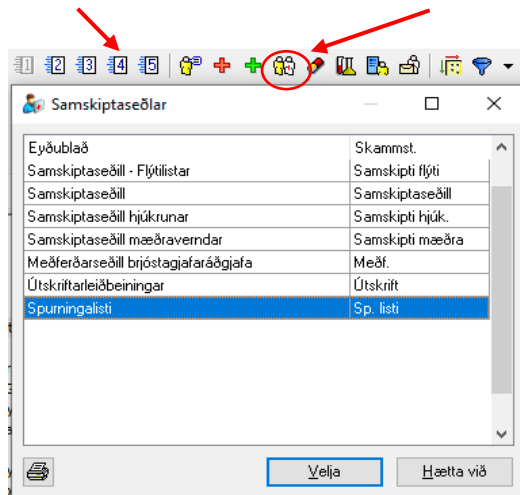 1 2 3 4 5
Samskiptaseðlar
Eyðublað Skammst.
Samskiptaseðill - Flýtilistar Samskipti flýti
Samskiptaseðill Samskiptaseðill
Samskiptaseðill hjúkrunar Samskipti hjúk.
Samskiptaseðill mæðraverndar Samskipti mæðra
Meðferðarseðill brjóstagjafaráðgjafa Meðf.
Útskriftarleiðbeiningar Útskrift
Spurningalisti Sp. listi
Velja Hætta við